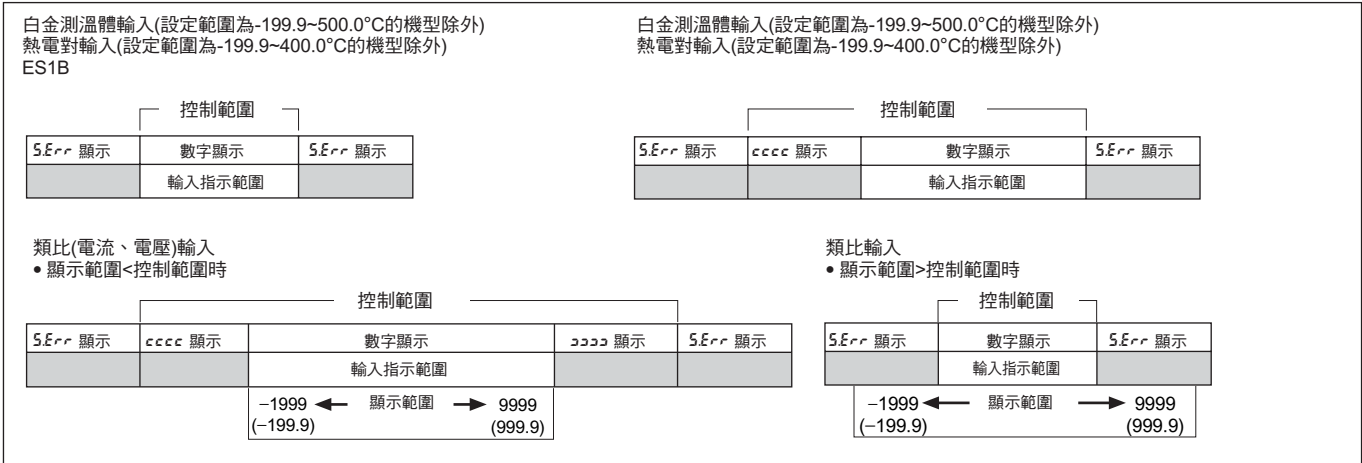 白金測溫體輸入(設定範圍為-199.9~500.0°C的機型除外)
熱電對輸入(設定範圍為-199.9~400.0°C的機型除外)
ES1B
控制範圍
S.Err 顯示 數字顯示 S.Err 顯示
輸入指示範圍
白金測溫體輸入(設定範圍為-199.9~500.0°C的機型除外)
熱電對輸入(設定範圍為-199.9~400.0°C的機型除外)
控制範圍
S.Err 顯示 cccc 顯示 數字顯示 S.Err 顯示
輸入指示範圍
類比(電流、電壓)輸入
• 顯示範圍<控制範圍時
控制範圍
S.Err 顯示 cccc 顯示 數字顯示 ככככ 顯示 S.Err 顯示
輸入指示範圍
−1999 顯示範圍 9999
(−199.9) (999.9)
類比輸入
• 顯示範圍>控制範圍時
控制範圍
S.Err 顯示 數字顯示 S.Err 顯示
輸入指示範圍
−1999 顯示範圍 9999
(−199.9) (999.9)